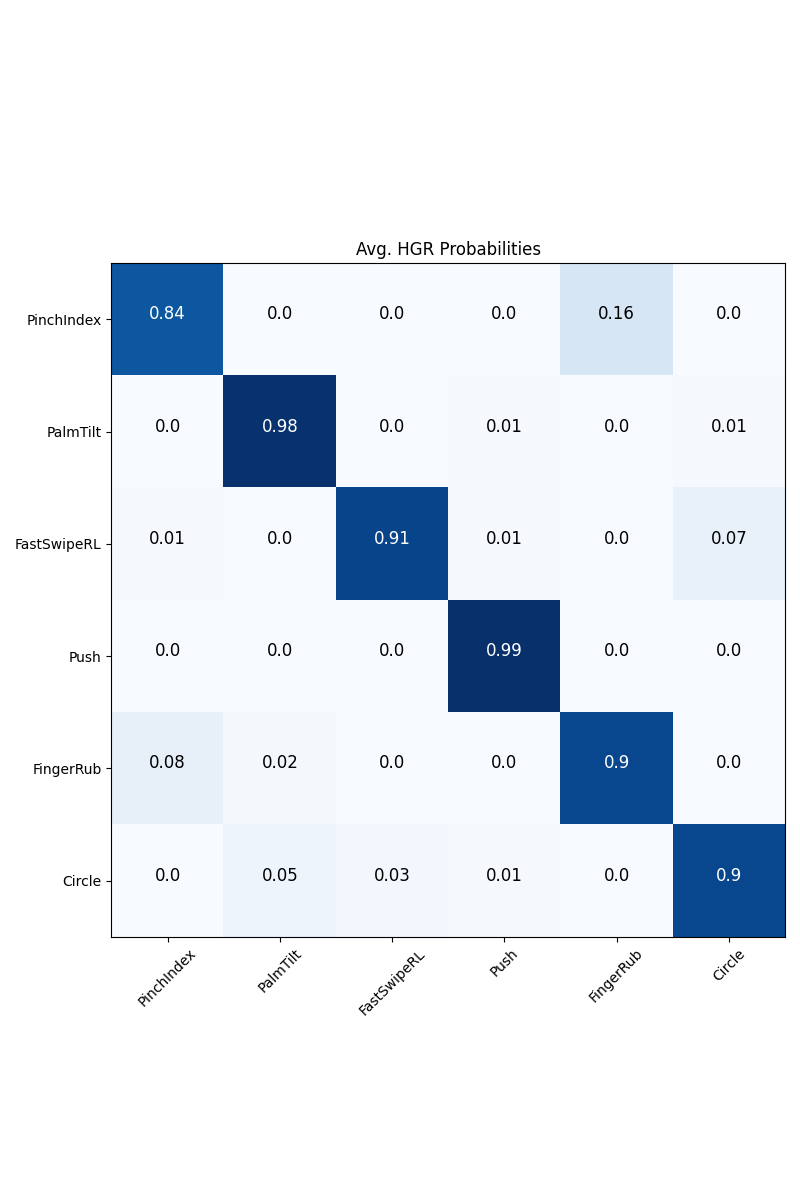 Avg. HGR Probabilities
PinchIndex 0.84 0.0 0.0 0.0 0.16 0.0
PalmTilt 0.0 0.98 0.0 0.01 0.0 0.01
FastSwipeRL 0.01 0.0 0.91 0.01 0.0 0.07
Push 0.0 0.0 0.0 0.99 0.0 0.0
FingerRub 0.08 0.02 0.0 0.0 0.9 0.0
Circle 0.0 0.05 0.03 0.01 0.0 0.9
PinchIndex PalmTilt FastSwipeRL Push FingerRub Circle